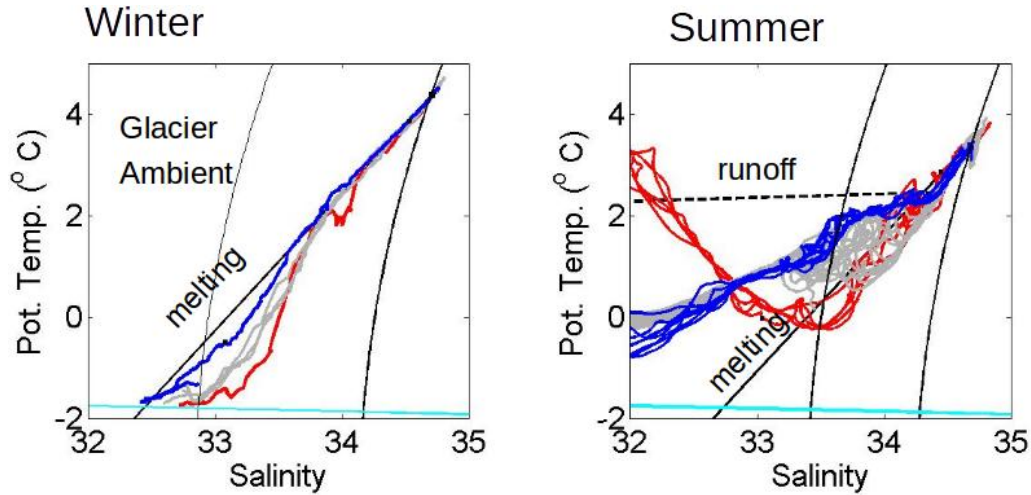 Winter
Summer
Glacier
Ambient
melting
Pot. Temp. (° C)
4
2
0
-2
32
33
34
35
Salinity
runoff
melting
Pot. Temp. (° C)
4
2
0
-2
32
33
34
35
Salinity